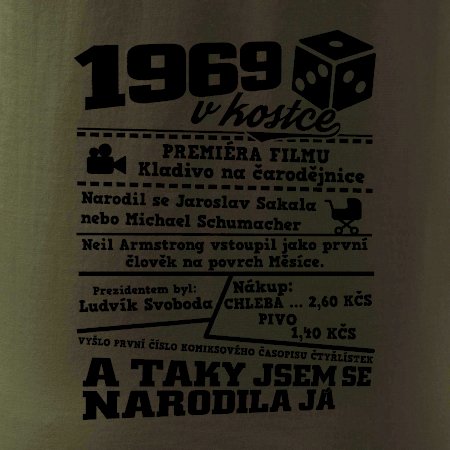 1969
v kostce
PREMIÉRA FILMU
Kladivo na čarodějnice
Narodil se Jaroslav Sakala
nebo Michael Schumacher
Neil Armstrong vstoupil jako první
člověk na povrch Měsíce.
Prezidentem byl:
Ludvík Svoboda
Nákup:
CHLEBA ... 2,60 KČS
PIVO
1,40 KČS
VYŠLO PRVNÍ ČÍSLO KOMIKSOVÉHO ČASOPISU ČTYŘLÍSTEK
A TAKY JSEM SE
NARODILA JÁ